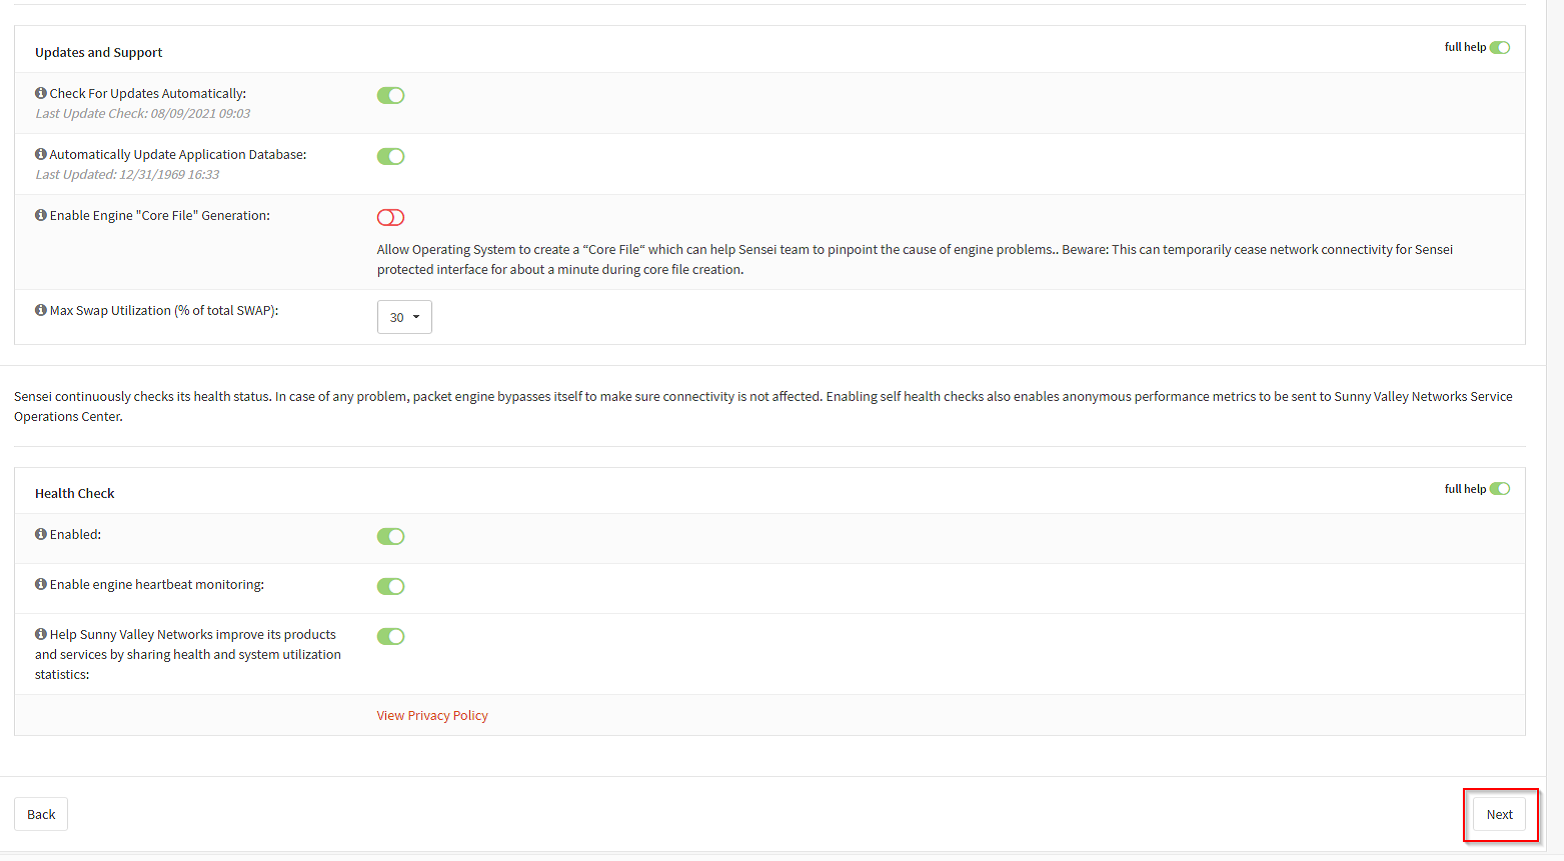 Updates and Support
full help
Check For Updates Automatically:
Last Update Check: 08/09/2021 09:03
Automatically Update Application Database:
Last Updated: 12/31/1969 16:33
Enable Engine "Core File" Generation:
Allow Operating System to create a “Core File“ which can help Sensei team to pinpoint the cause of engine problems.. Beware: This can temporarily cease network connectivity for Sensei
protected interface for about a minute during core file creation.
Max Swap Utilization (% of total SWAP):
30
Sensei continuously checks its health status. In case of any problem, packet engine bypasses itself to make sure connectivity is not affected. Enabling self health checks also enables anonymous performance metrics to be sent to Sunny Valley Networks Service
Operations Center.
Health Check
full help
Enabled:
Enable engine heartbeat monitoring:
Help Sunny Valley Networks improve its products
and services by sharing health and system utilization
statistics:
View Privacy Policy
Back
Next